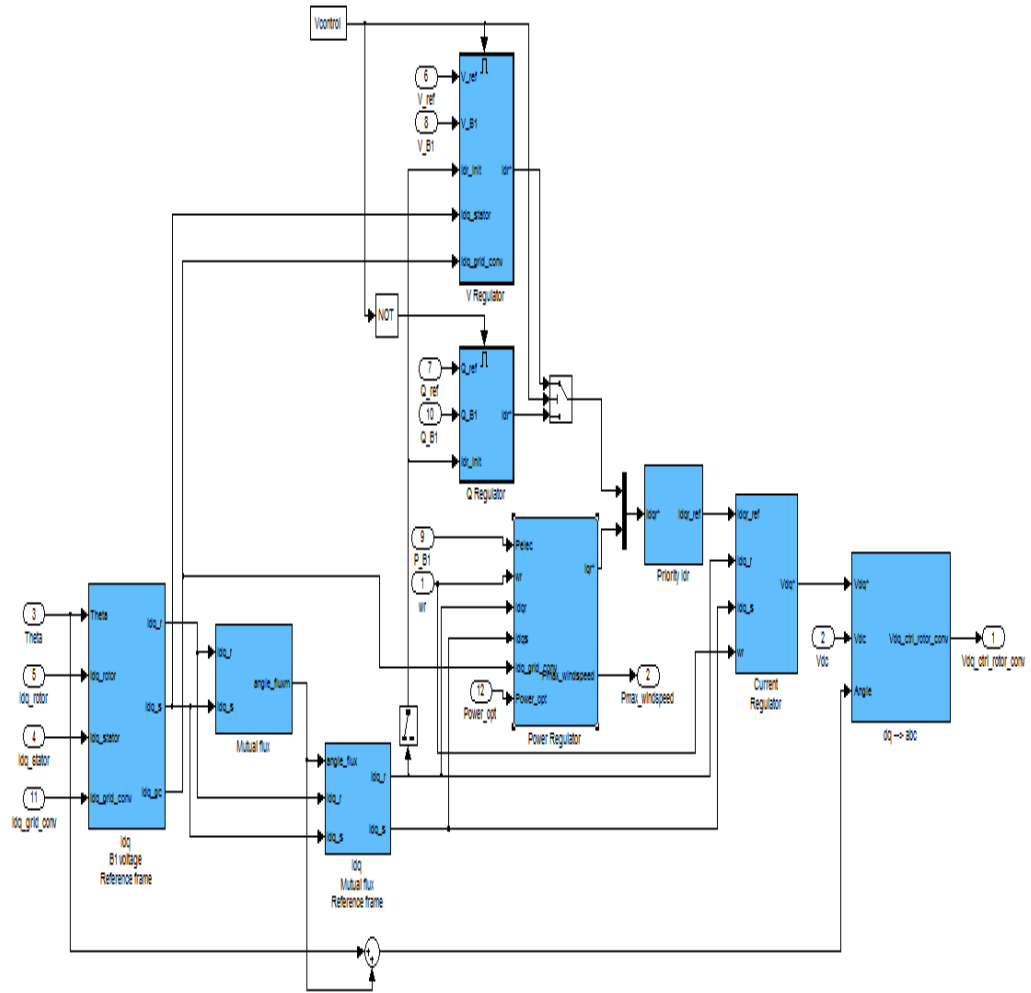 Vcontrol
6
V_ref
8
V_B1
V_ref
V_B1
Idr_Init
Idq_stator
Idq_grid_conv
Idr*
V Regulator
NOT
7
Q_ref
10
Q_B1
Q_ref
Q_B1
Idr_Init
Idr*
Q Regulator
9
P_B1
1
wr
12
Power_opt
Pelec
wr
Idqr
Idqs
Idq_grid_conv
Power_opt
Iqr*
Pmax_windspeed
Power Regulator
2
Pmax_windspeed
Idqr*
Idqr_ref
Priority Idr
Idqr_ref
Idq_r
Idq_s
wr
Vdq*
Current
Regulator
2
Vdc
Vdq*
Vdc
Angle
Vdq_ctrl_rotor_conv
dq --> abc
1
Vdq_ctrl_rotor_conv
3
Theta
5
Idq_rotor
4
Idq_stator
11
Idq_grid_conv
Theta
Idq_rotor
Idq_stator
Idq_grid_conv
Idq_r
Idq_s
Idq_gc
Idq
B1 voltage
Reference frame
Idq_r
Idq_s
angle_fluxm
Mutual flux
angle_flux
Idq_r
Idq_s
Idq_r
Idq_s
Idq
Mutual flux
Reference frame
+
+